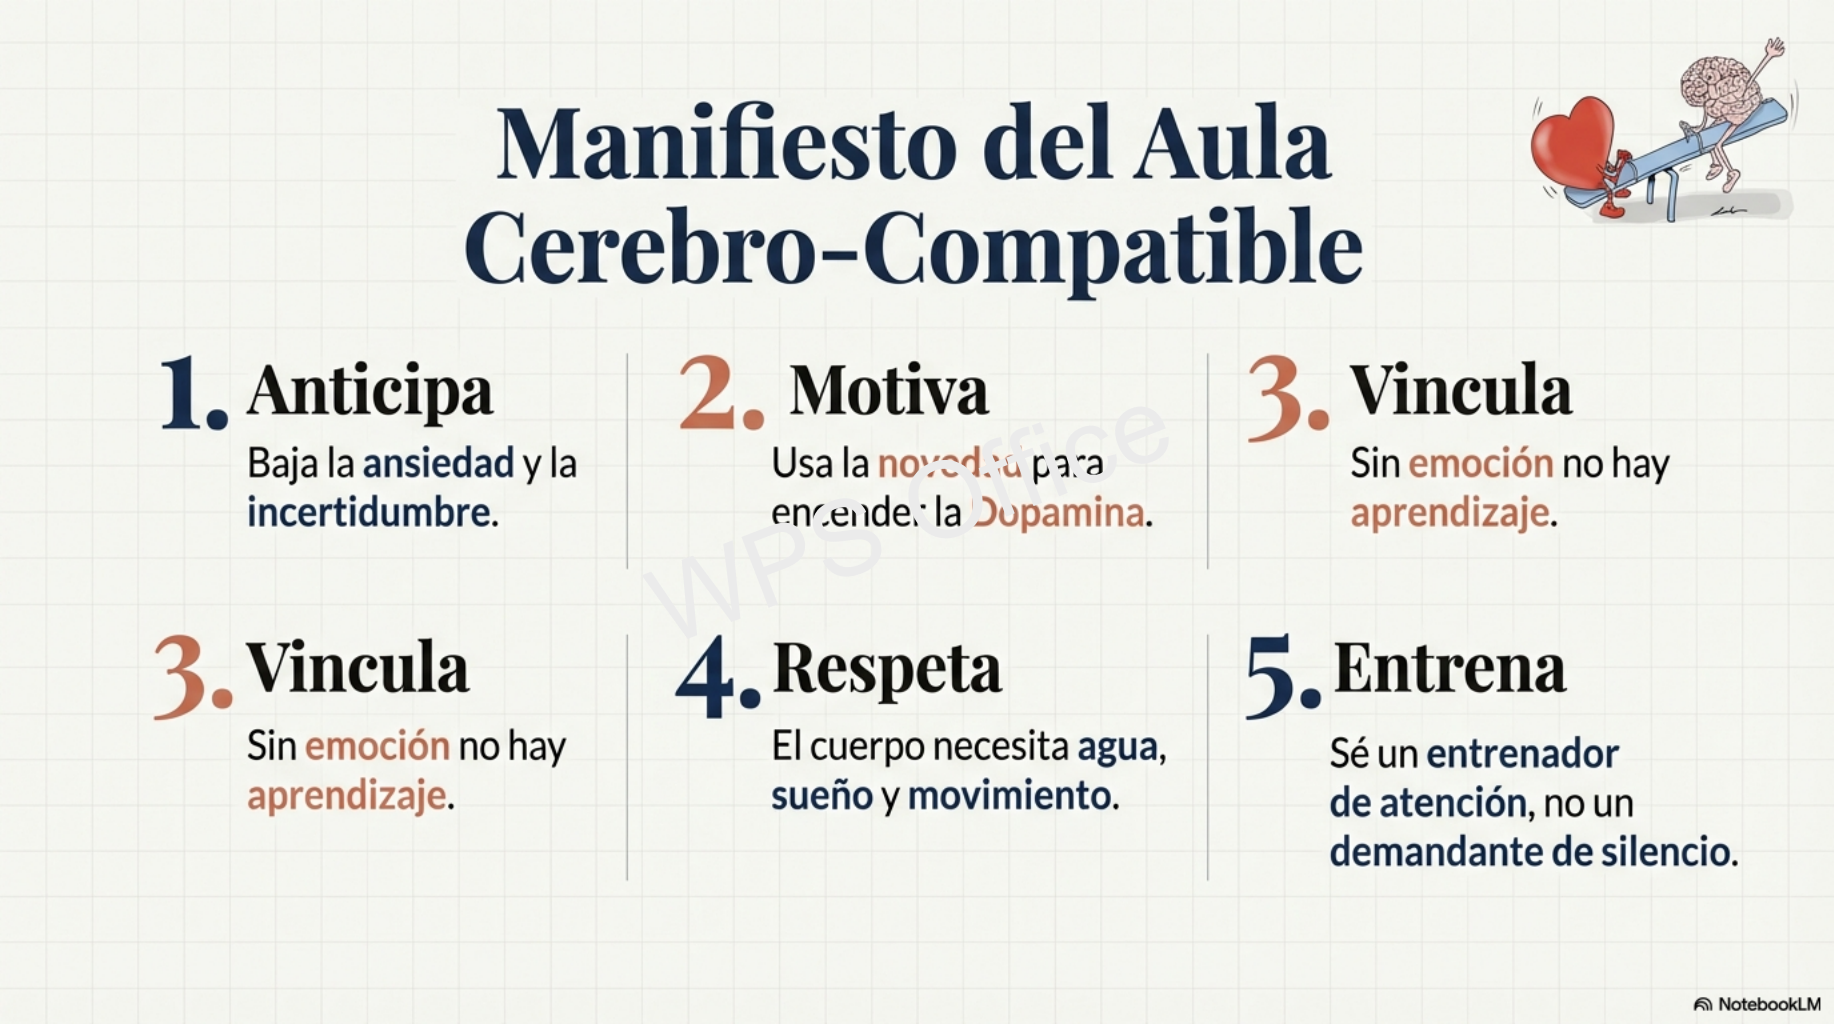 Manifiesto del Aula
Cerebro-Compatible
1. Anticipa
Baja la ansiedad y la
incertidumbre.
2. Motiva
Usa la novedad para
encender la Dopamina.
3. Vincula
Sin emoción no hay
aprendizaje.
3. Vincula
Sin emoción no hay
aprendizaje.
4. Respeta
El cuerpo necesita agua,
sueño y movimiento.
5. Entrena
Sé un entrenador
de atención, no un
demandante de silencio.
WPS Office
NotebookLM